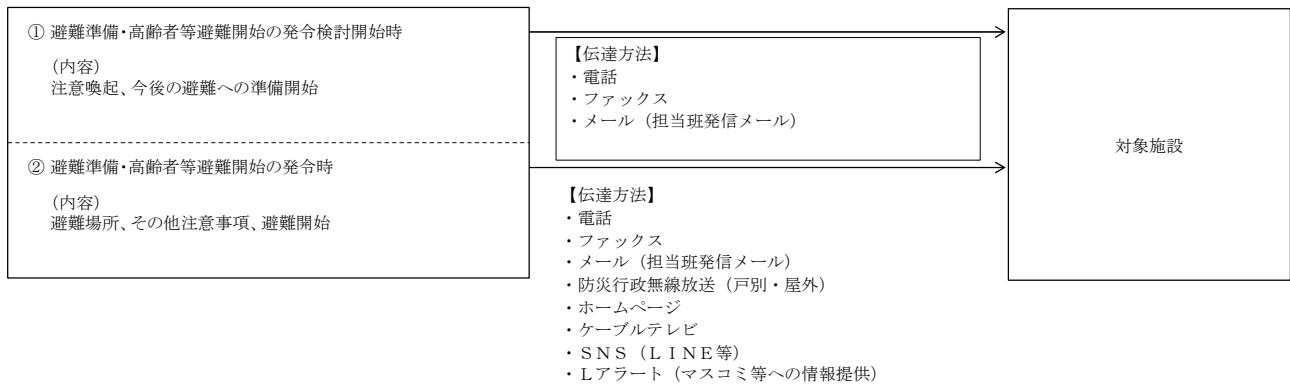 ① 避難準備・高齢者等避難開始の発令検討開始時
（内容）
注意喚起、今後の避難への準備開始
【伝達方法】
・電話
・ファックス
・メール（担当班発信メール）
② 避難準備・高齢者等避難開始の発令時
（内容）
避難場所、その他注意事項、避難開始
【伝達方法】
・電話
・ファックス
・メール（担当班発信メール）
・防災行政無線放送（戸別・屋外）
・ホームページ
・ケーブルテレビ
・ＳＮＳ（ＬＩＮＥ等）
・Ｌアラート（マスコミ等への情報提供）
対象施設